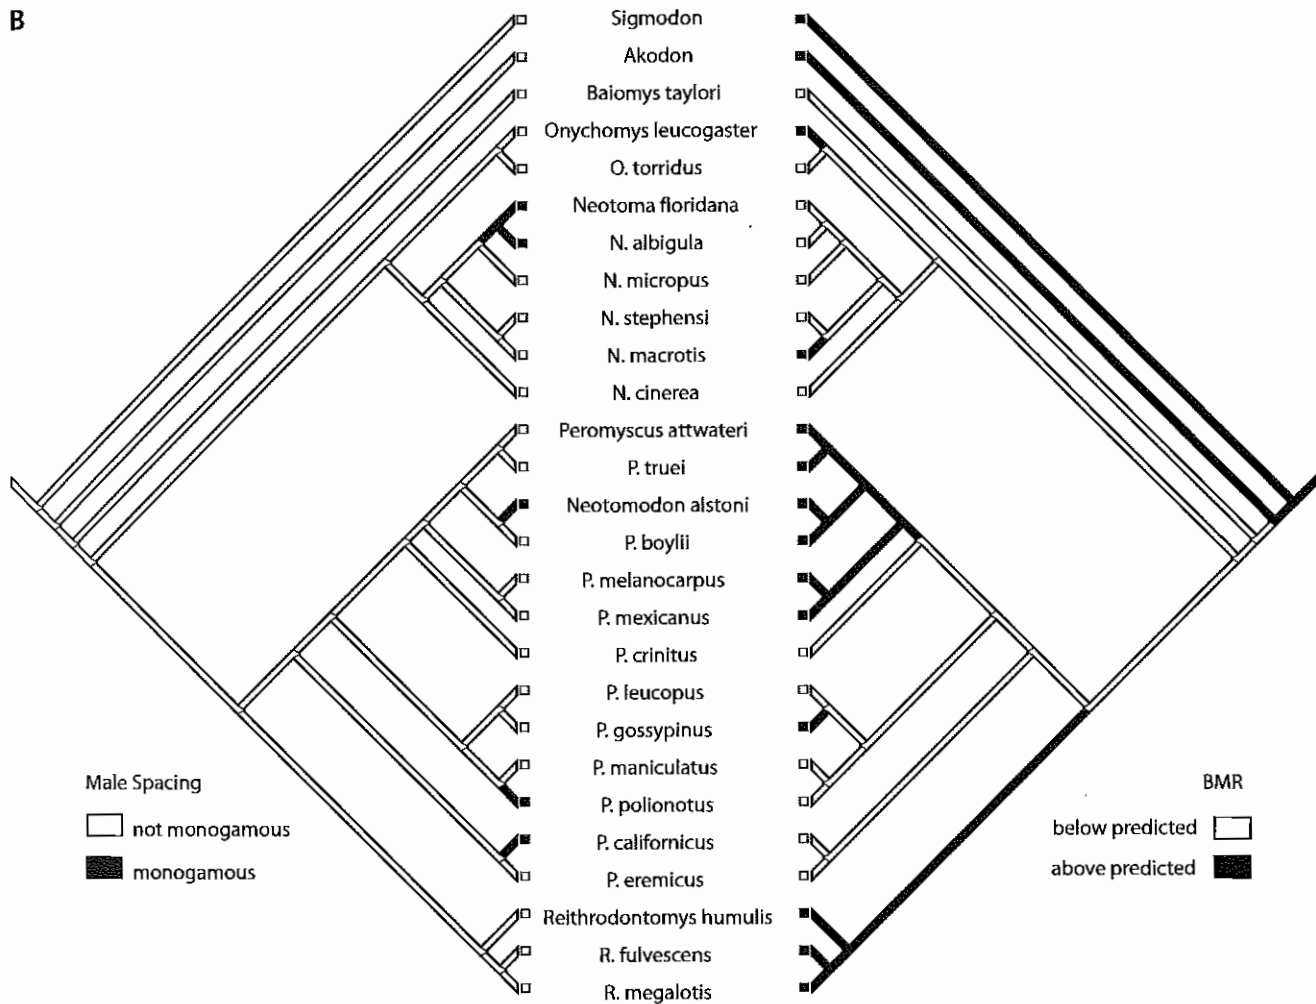 B
Sigmodon
Akodon
Baiomys taylori
Onychomys leucogaster
O. torridus
Neotoma floridana
N. albigula
N. micropus
N. stephensi
N. macrotis
N. cinerea
Peromyscus attwateri
P. truei
Neotomodon alstoni
P. boylii
P. melanocarpus
P. mexicanus
P. crinitus
P. leucopus
P. gossypinus
P. maniculatus
P. polionotus
P. californicus
P. eremicus
Reithrodontomys humulis
R. fulvescens
R. megalotis
Male Spacing
not monogamous
monogamous
BMR
below predicted
above predicted